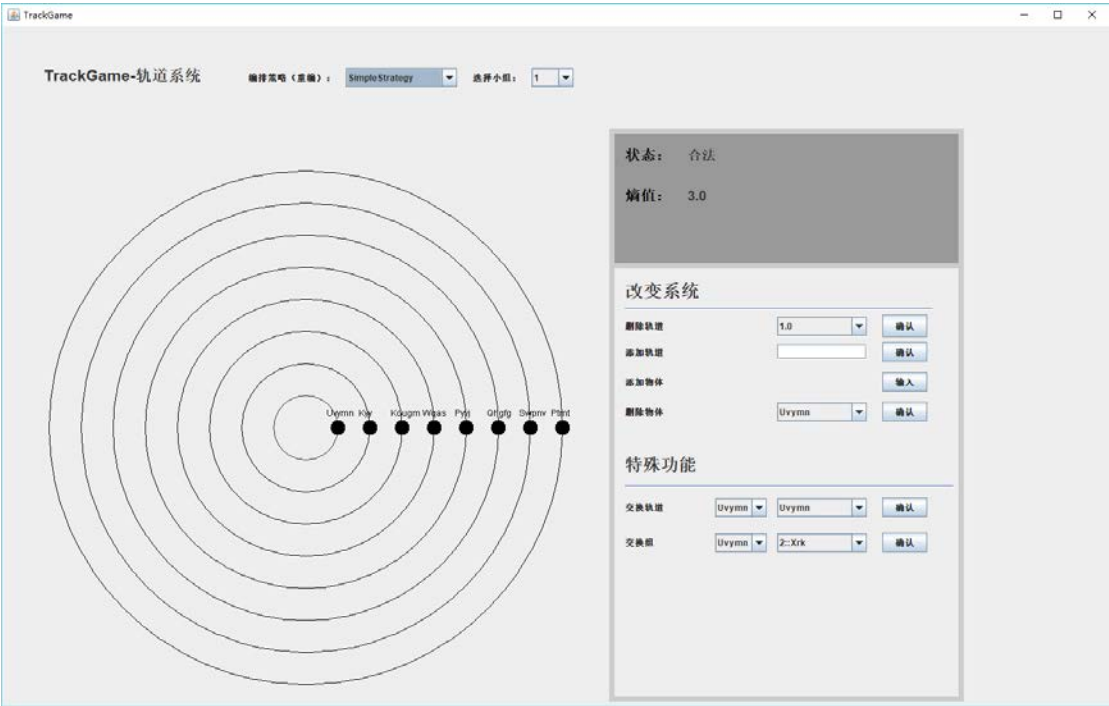 TrackGame
TrackGame-轨道系统 编排策略（重编）： SimpleStrategy 选择小组： 1
状态： 合法
熵值： 3.0
改变系统
删除轨道 1.0 确认
添加轨道 确认
添加物体 输入
删除物体 Uvymn 确认
特殊功能
交换轨道 Uvymn Uvymn 确认
交换组 Uvymn 2::Xrk 确认
Uvymn Kougm